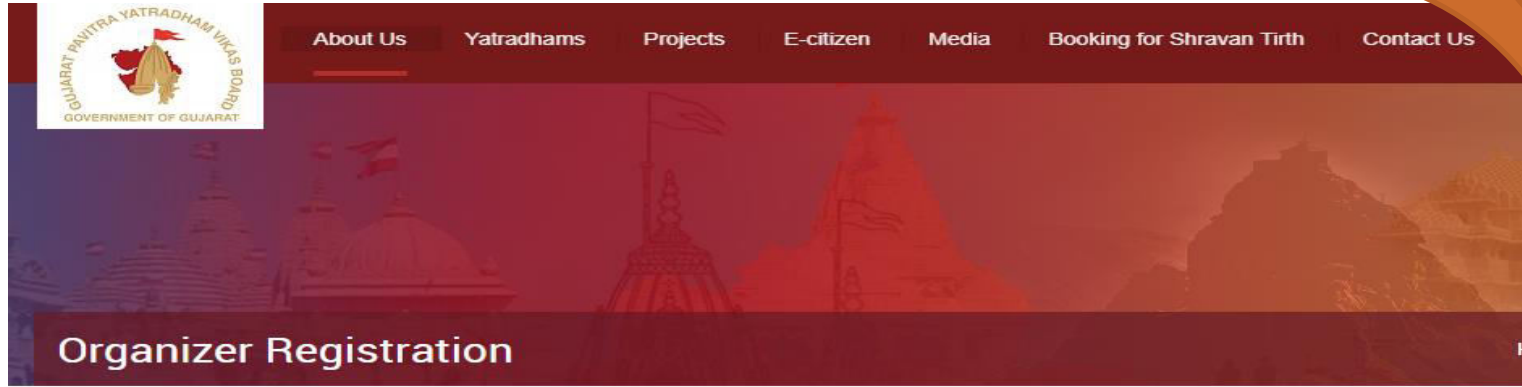 GUJARAT PAVITRA YATRADHAM VIKAS BOARD
GOVERNMENT OF GUJARAT
About Us Yatradhams Projects E-citizen Media Booking for Shravan Tirth Contact Us
Organizer Registration